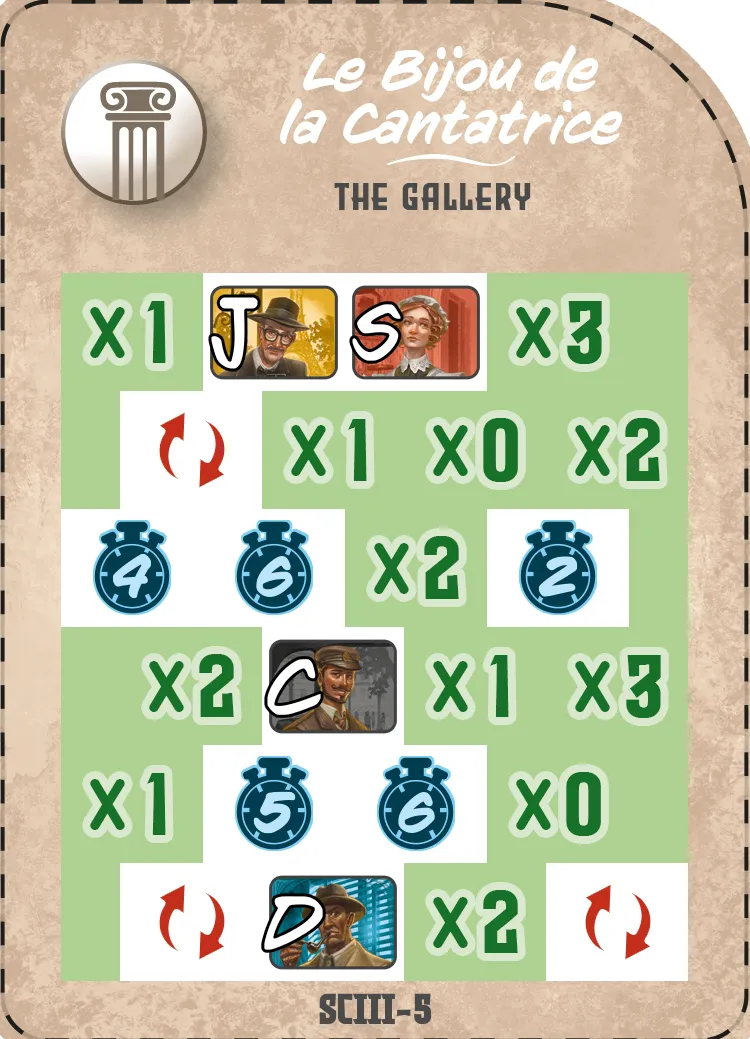 Le Bijou de
la Cantatrice
THE GALLERY
x1 J S x3
x1 x0 x2
4 6 x2 2
x2 C x1 x3
x1 5 6 x0
D x2
SCIII-5